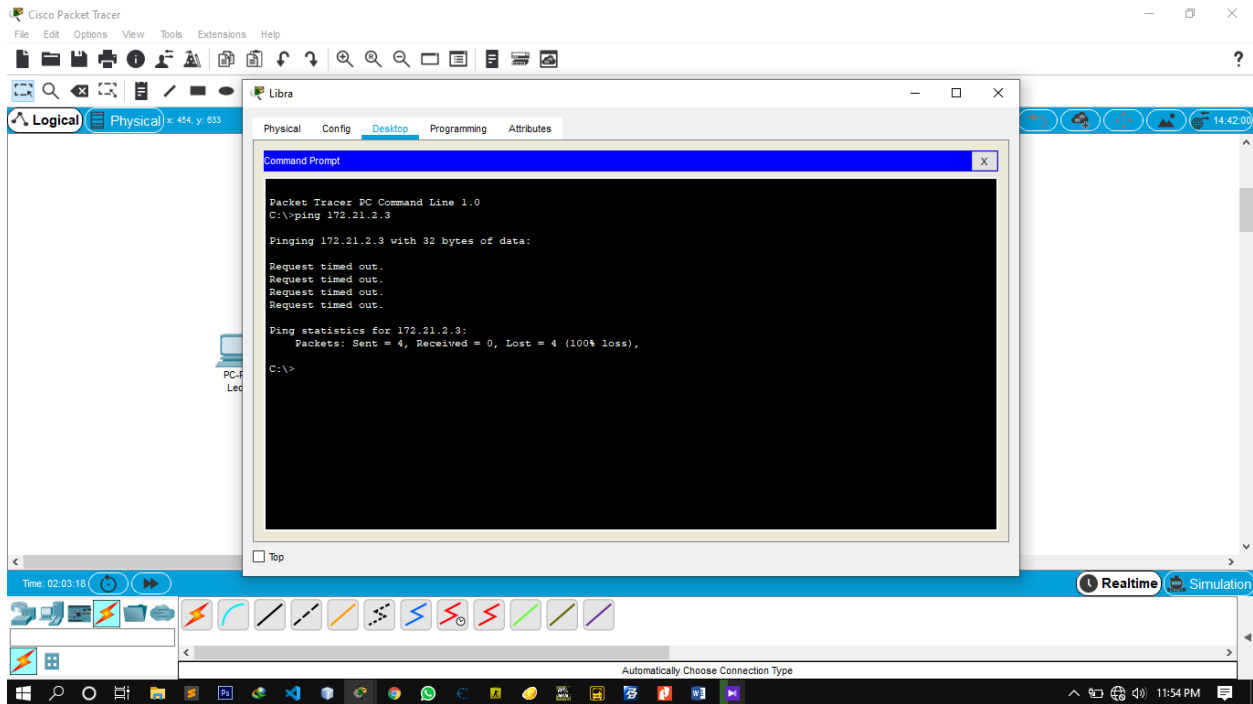 Cisco Packet Tracer
File Edit Options View Tools Extensions Help
?
Libra
Logical Physical x: 454, y: 633
14:42:00
Physical Config Desktop Programming Attributes
Command Prompt
X
Packet Tracer PC Command Line 1.0
C:\>ping 172.21.2.3
Pinging 172.21.2.3 with 32 bytes of data:
Request timed out.
Request timed out.
Request timed out.
Request timed out.
Ping statistics for 172.21.2.3:
Packets: Sent = 4, Received = 0, Lost = 4 (100% loss),
C:\>
Top
Time: 02:03:18
Realtime Simulation
Automatically Choose Connection Type
Ps
11:54 PM